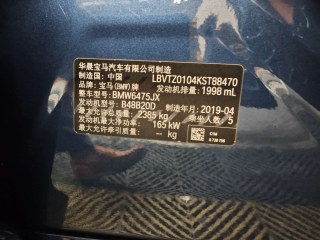 华晨宝马汽车有限公司制造
制造国：中国 LBVTZ0104KST88470
品牌：宝马(BMW)牌 发动机排量：1998 mL
整车型号：BMW6475JX
发动机型号：B48B20D 制造年月：2019-04
最大允许总质量：2385 kg 乘坐人数：5
发动机最大净功率：165 kW
最大允许牵引质量：-- kg